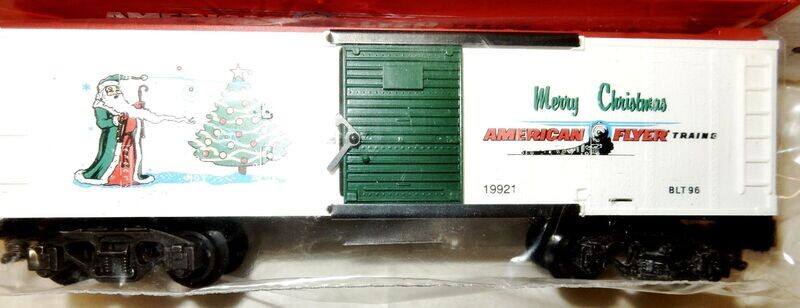 Merry Christmas
AMERICAN FLYER TRAINS
19921
BLT 96